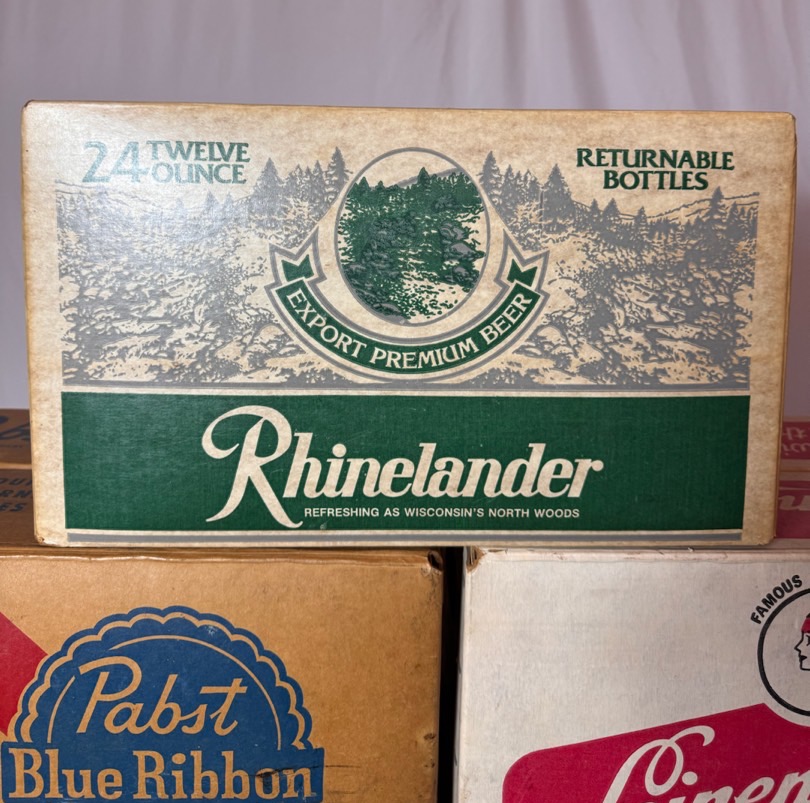 24 TWELVE OUNCE
RETURNABLE
BOTTLES
EXPORT PREMIUM BEER
Rhinelander
REFRESHING AS WISCONSIN'S NORTH WOODS
Pabst
Blue Ribbon
FAMOUS